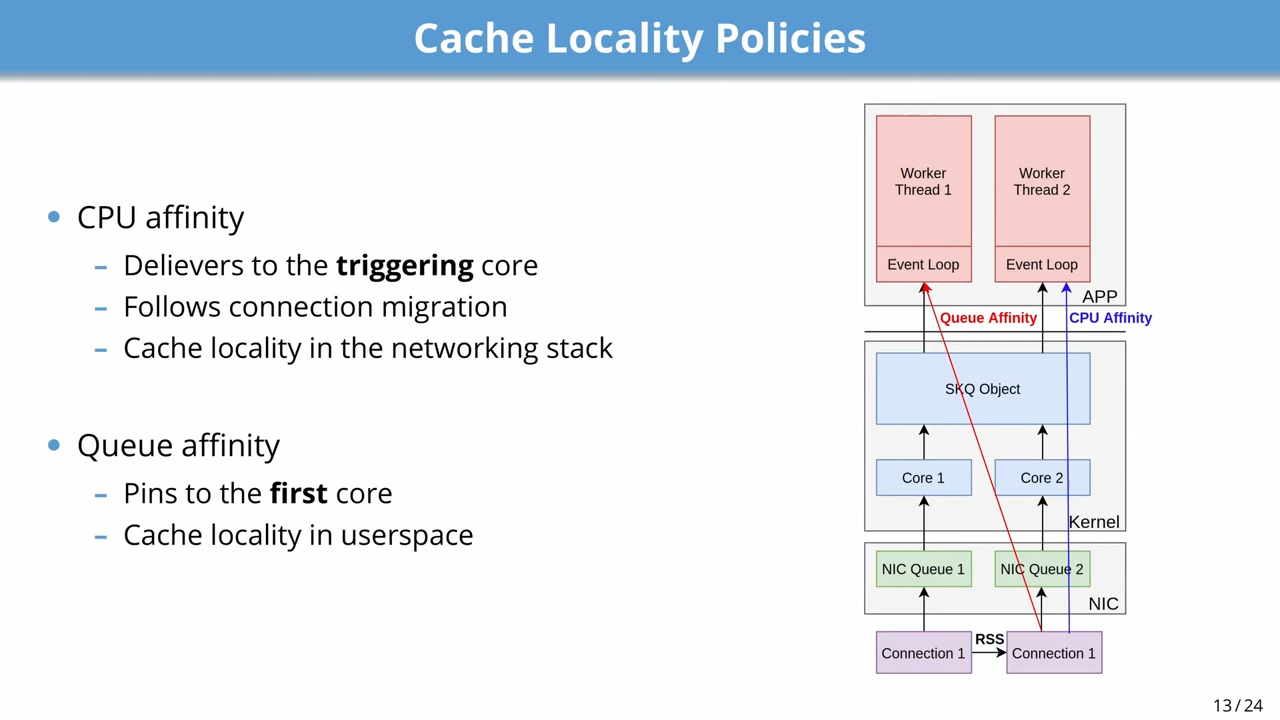 Cache Locality Policies
• CPU affinity
– Delievers to the triggering core
– Follows connection migration
– Cache locality in the networking stack
• Queue affinity
– Pins to the first core
– Cache locality in userspace
Worker
Thread 1
Worker
Thread 2
Event Loop
Event Loop
APP
Queue Affinity
CPU Affinity
SKQ Object
Core 1
Core 2
Kernel
NIC Queue 1
NIC Queue 2
NIC
Connection 1
RSS
Connection 1
13 / 24